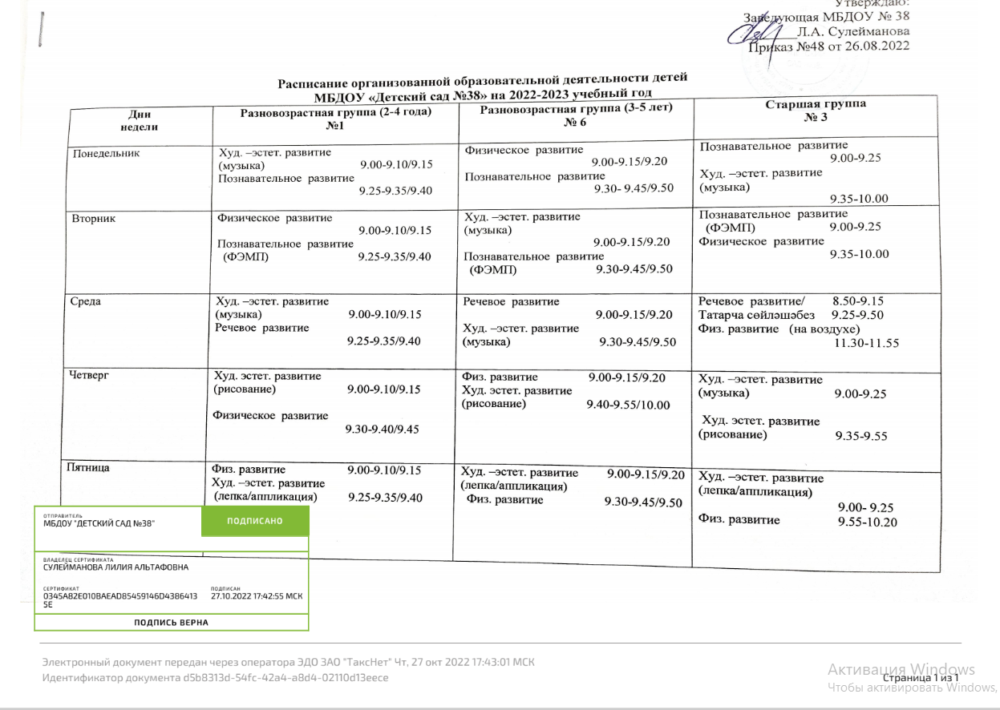 Утверждаю:
Заведующая МБДОУ № 38
Л.А. Сулейманова
Приказ №48 от 26.08.2022
Расписание организованной образовательной деятельности детей
МБДОУ «Детский сад №38» на 2022-2023 учебный год
Дни
недели
Разновозрастная группа (2-4 года)
№1
Разновозрастная группа (3-5 лет)
№ 6
Старшая группа
№ 3
Понедельник
Худ. –эстет. развитие
(музыка) 9.00-9.10/9.15
Познавательное развитие
9.25-9.35/9.40
Физическое развитие
9.00-9.15/9.20
Познавательное развитие
9.30- 9.45/9.50
Познавательное развитие
9.00-9.25
Худ. –эстет. развитие
(музыка)
9.35-10.00
Вторник
Физическое развитие
9.00-9.10/9.15
Познавательное развитие
(ФЭМП) 9.25-9.35/9.40
Худ. –эстет. развитие
(музыка)
9.00-9.15/9.20
Познавательное развитие
(ФЭМП) 9.30-9.45/9.50
Познавательное развитие
(ФЭМП) 9.00-9.25
Физическое развитие
9.35-10.00
Среда
Худ. –эстет. развитие
(музыка) 9.00-9.10/9.15
Речевое развитие
9.25-9.35/9.40
Речевое развитие
9.00-9.15/9.20
Худ. –эстет. развитие
(музыка) 9.30-9.45/9.50
Речевое развитие/ 8.50-9.15
Татарча сөйләшәбез 9.25-9.50
Физ. развитие (на воздухе)
11.30-11.55
Четверг
Худ. эстет. развитие
(рисование) 9.00-9.10/9.15
Физическое развитие
9.30-9.40/9.45
Физ. развитие 9.00-9.15/9.20
Худ. эстет. развитие
(рисование) 9.40-9.55/10.00
Худ. –эстет. развитие
(музыка) 9.00-9.25
Худ. эстет. развитие
(рисование) 9.35-9.55
Пятница
Физ. развитие 9.00-9.10/9.15
Худ. –эстет. развитие
(лепка/аппликация) 9.25-9.35/9.40
Худ. –эстет. развитие 9.00-9.15/9.20
(лепка/аппликация)
Физ. развитие 9.30-9.45/9.50
Худ. –эстет. развитие
(лепка/аппликация)
9.00- 9.25
Физ. развитие 9.55-10.20
ОТПРАВИТЕЛЬ
МБДОУ "ДЕТСКИЙ САД №38"
ПОДПИСАНО
ВЛАДЕЛЕЦ СЕРТИФИКАТА
СУЛЕЙМАНОВА ЛИЛИЯ АЛЬТАФОВНА
СЕРТИФИКАТ
0345A82E010BAEAD85459146D4386413
5E
ПОДПИСАН
27.10.2022 17:42:55 МСК
ПОДПИСЬ ВЕРНА
Электронный документ передан через оператора ЭДО ЗАО "ТаксНет" Чт, 27 окт 2022 17:43:01 МСК
Идентификатор документа d5b8313d-54fc-42a4-a8d4-02110d13eece
Активация Windows
Страница 1 из 1
Чтобы активировать Windows,